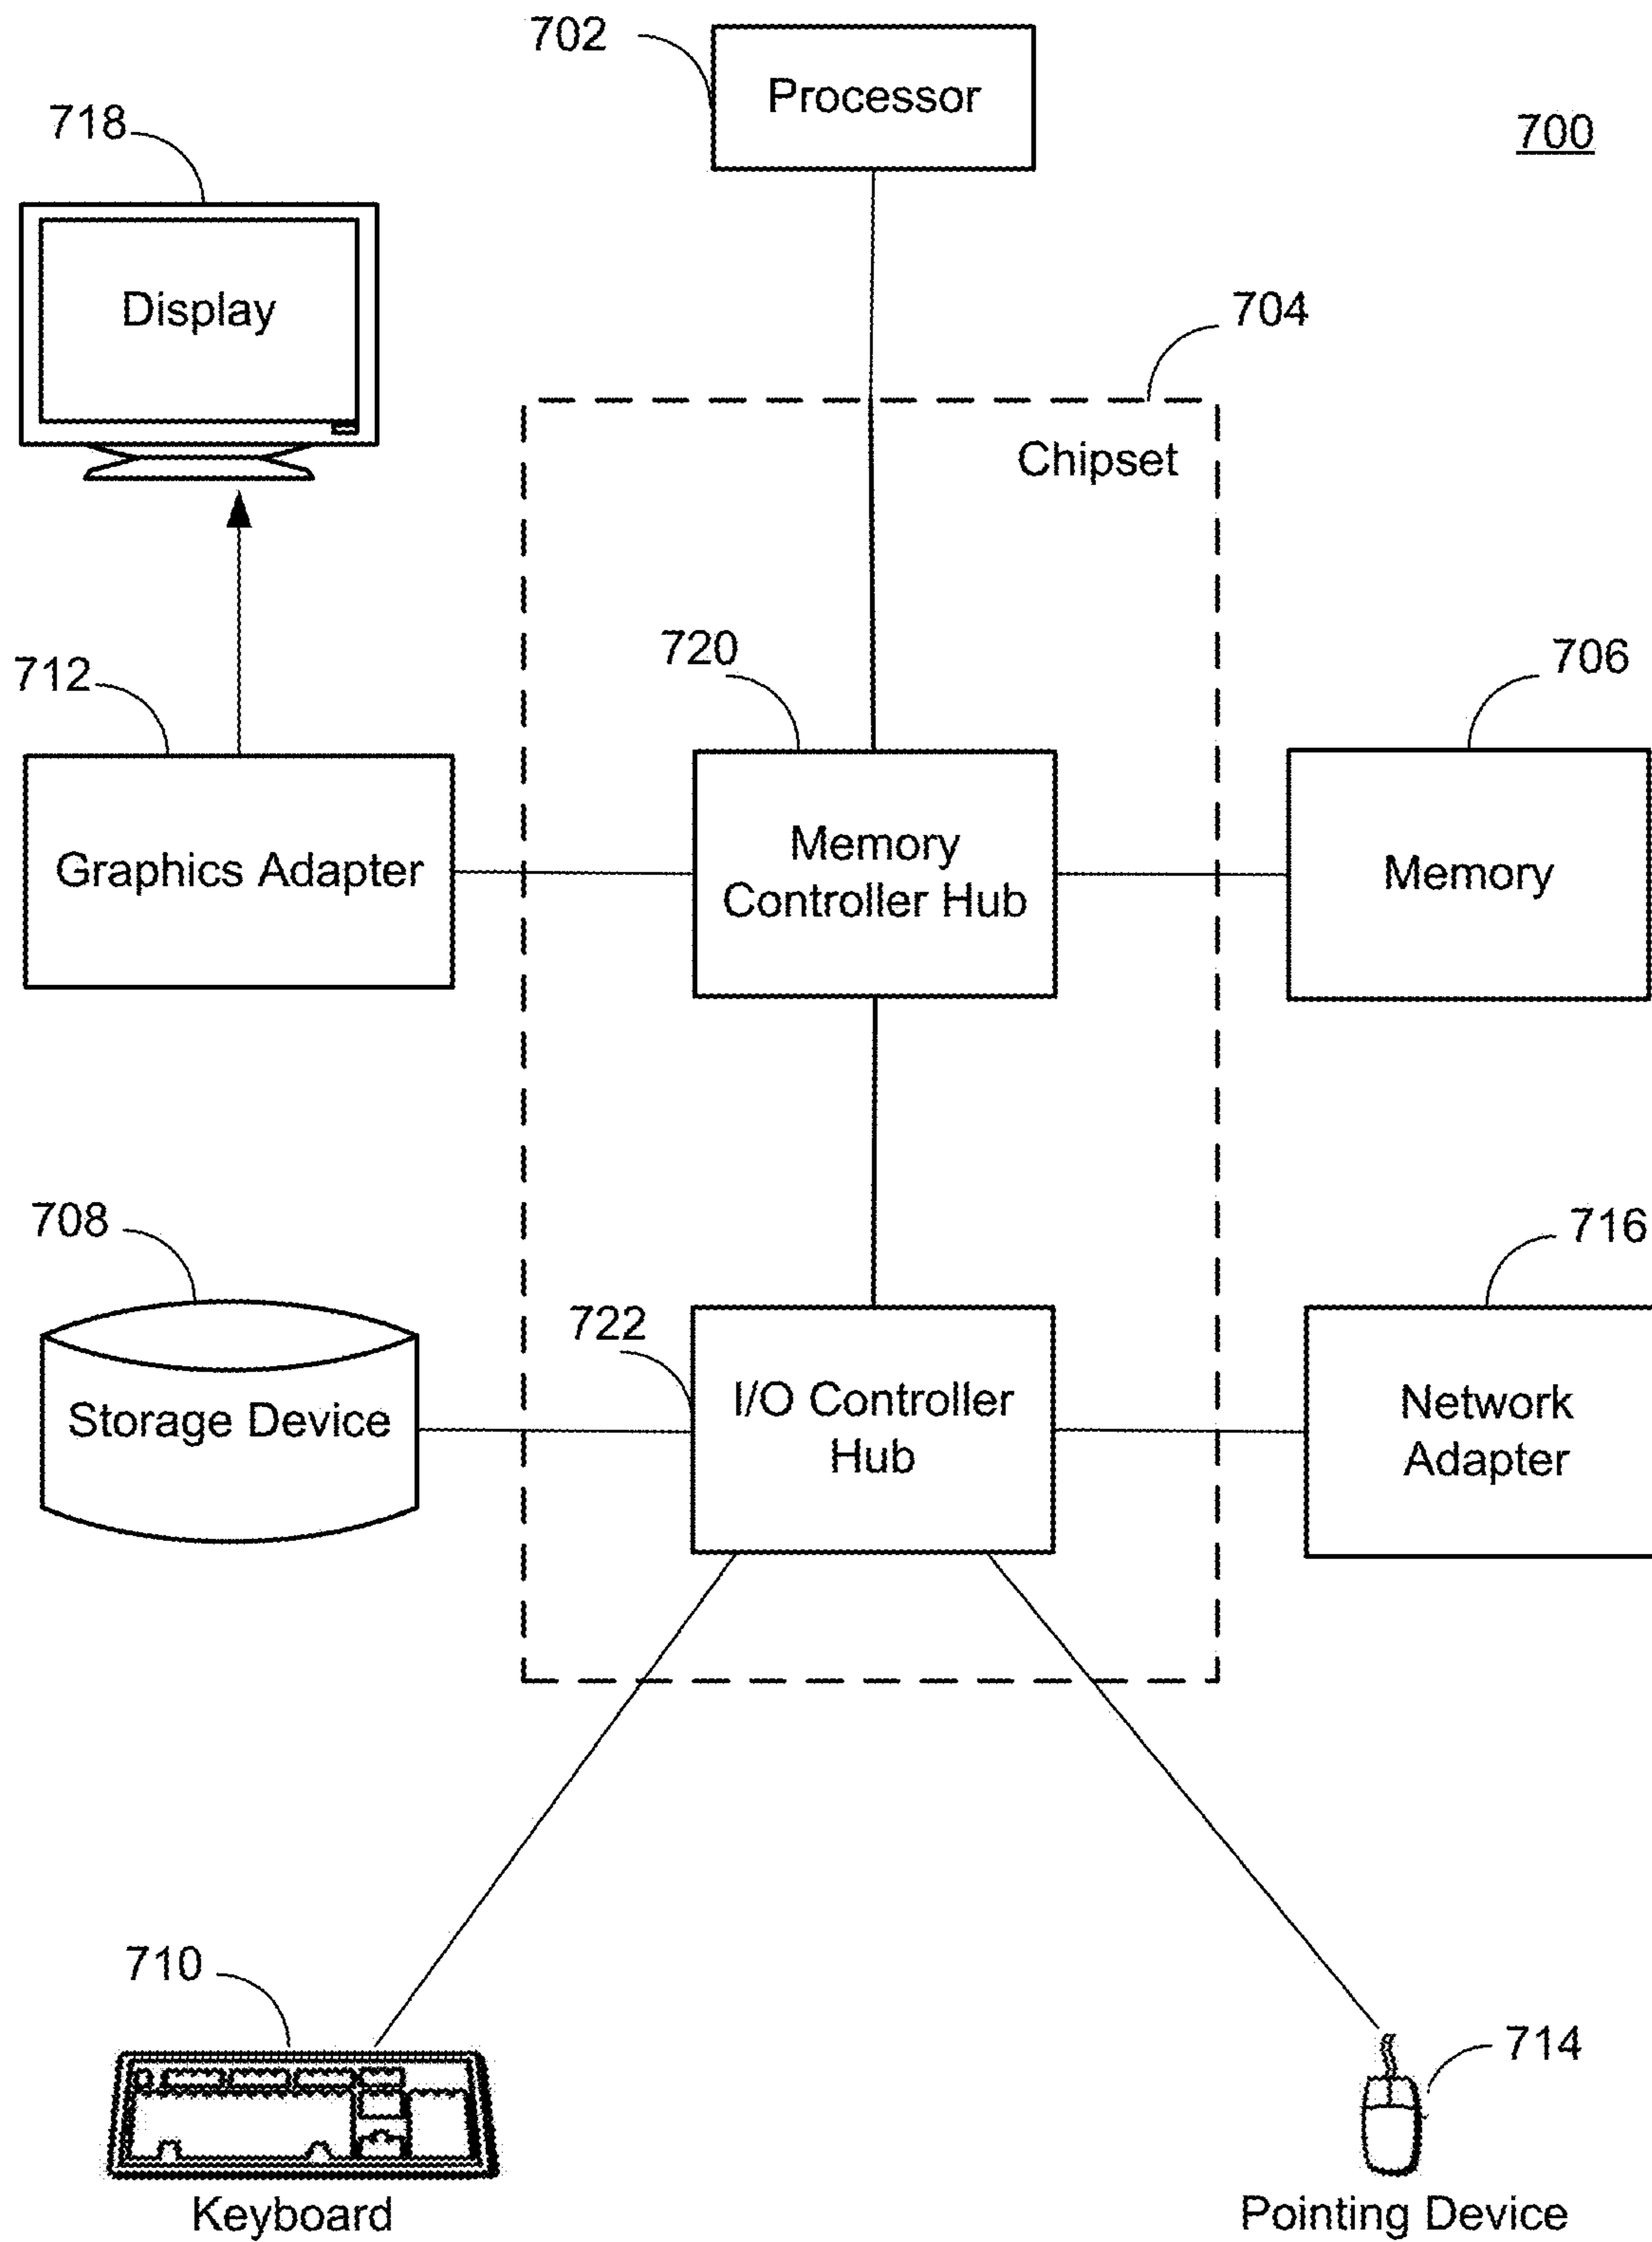 702
Processor
700
718
Display
704
Chipset
720
706
712
Memory
Controller Hub
Graphics Adapter
Memory
708
716
722
I/O Controller
Hub
Storage Device
Network
Adapter
710
714
Keyboard
Pointing Device